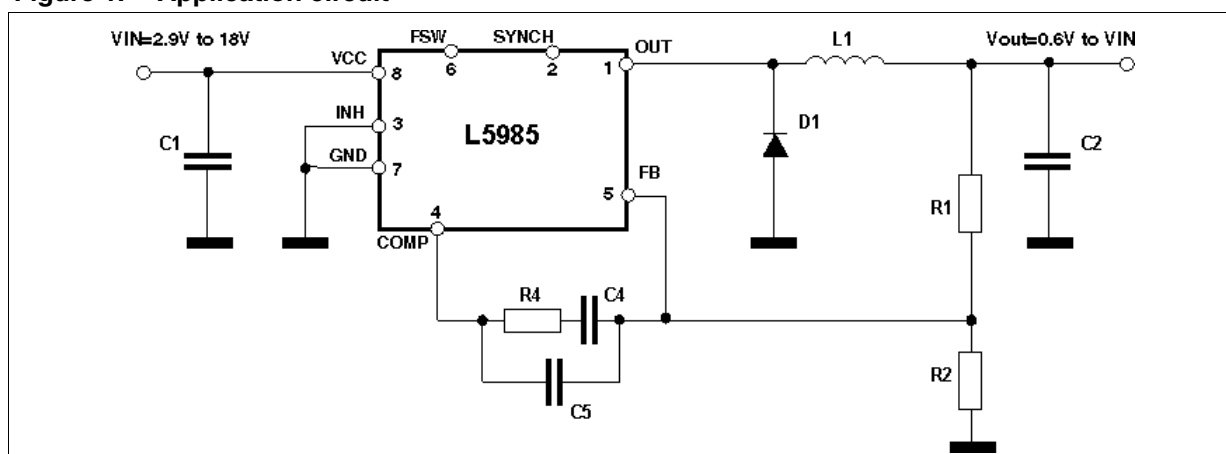 Figure 1. Application circuit
VIN=2.9V to 18V
VCC
FSW
SYNCH
OUT
L1
Vout=0.6V to VIN
8
6
2
1
INH
3
L5985
D1
C1
C2
GND
7
FB
5
R1
4
COMP
R4
C4
R2
C5